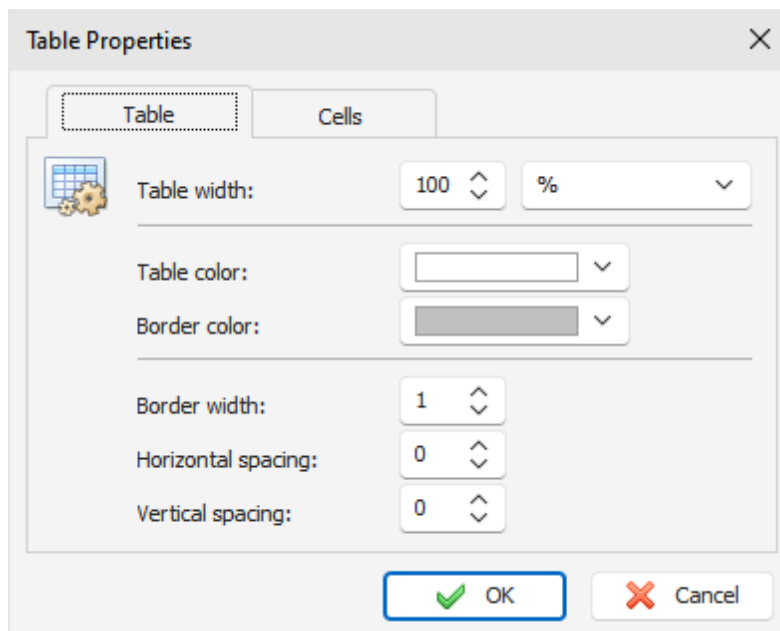 Table Properties
Table Cells
Table width: 100 %
Table color:
Border color:
Border width: 1
Horizontal spacing: 0
Vertical spacing: 0
OK Cancel